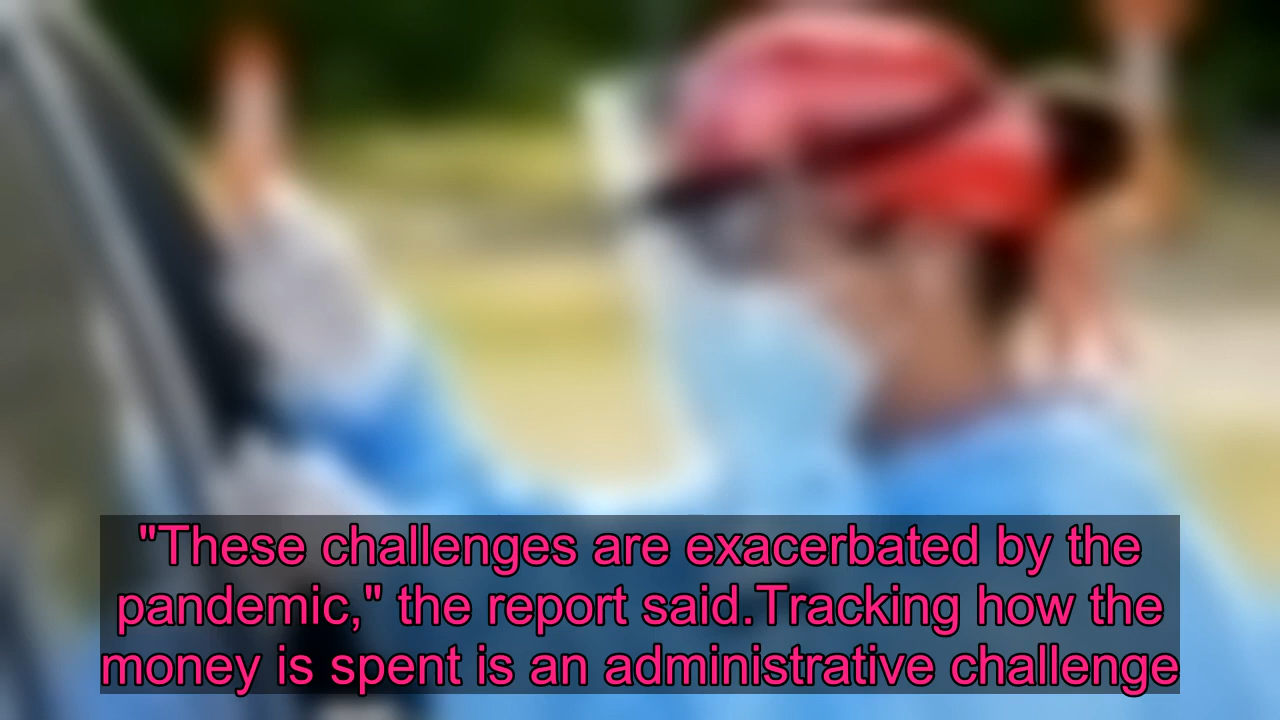 "These challenges are exacerbated by the
pandemic," the report said.Tracking how the
money is spent is an administrative challenge